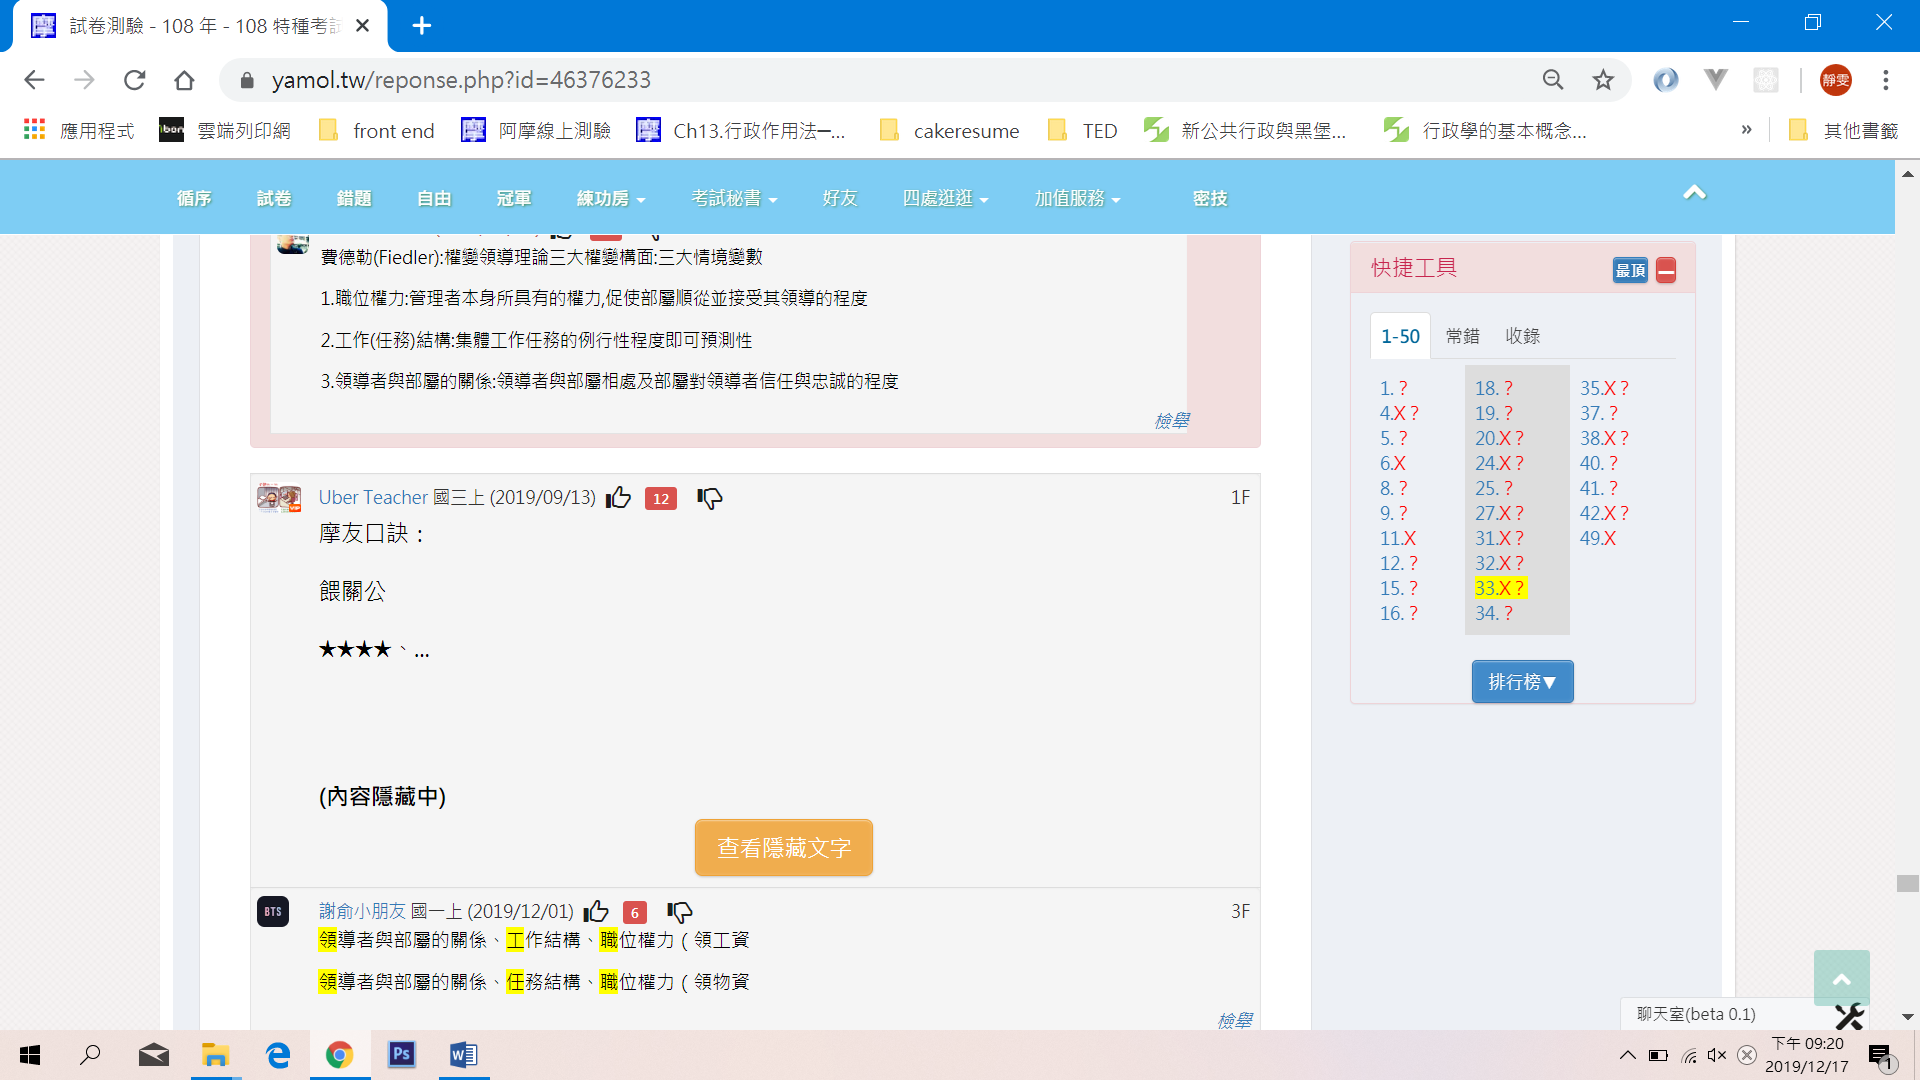 試卷測驗 - 108 年 - 108 特種考試
yamol.tw/reponse.php?id=46376233
靜雯
應用程式 ibon 雲端列印網 front end 摩 阿摩線上測驗 摩 Ch13.行政作用法─... cakeresume TED 新公共行政與黑堡... 行政學的基本概念... » 其他書籤
循序 試卷 錯題 自由 冠軍 練功房 考試秘書 好友 四處逛逛 加值服務 密技
費德勒(Fiedler):權變領導理論三大權變構面:三大情境變數
1.職位權力:管理者本身所具有的權力,促使部屬順從並接受其領導的程度
2.工作(任務)結構:集體工作任務的例行性程度即可預測性
3.領導者與部屬的關係:領導者與部屬相處及部屬對領導者信任與忠誠的程度
檢舉
Uber Teacher 國三上 (2019/09/13) 12 1F
摩友口訣：
餵關公
★★★★、...
(內容隱藏中)
查看隱藏文字
BTS 謝俞小朋友 國一上 (2019/12/01) 6 3F
領導者與部屬的關係、工作結構、職位權力（領工資
領導者與部屬的關係、任務結構、職位權力（領物資
檢舉
快捷工具 最頂
1-50 常錯 收錄
1. ?
4.X ?
5. ?
6.X
8. ?
9. ?
11.X
12. ?
15. ?
16. ?
18. ?
19. ?
20.X ?
24.X ?
25. ?
27.X ?
31.X ?
32.X ?
33.X ?
34. ?
35.X ?
37. ?
38.X ?
40. ?
41. ?
42.X ?
49.X
排行榜▼
聊天室(beta 0.1)
Ps
下午 09:20
2019/12/17
1